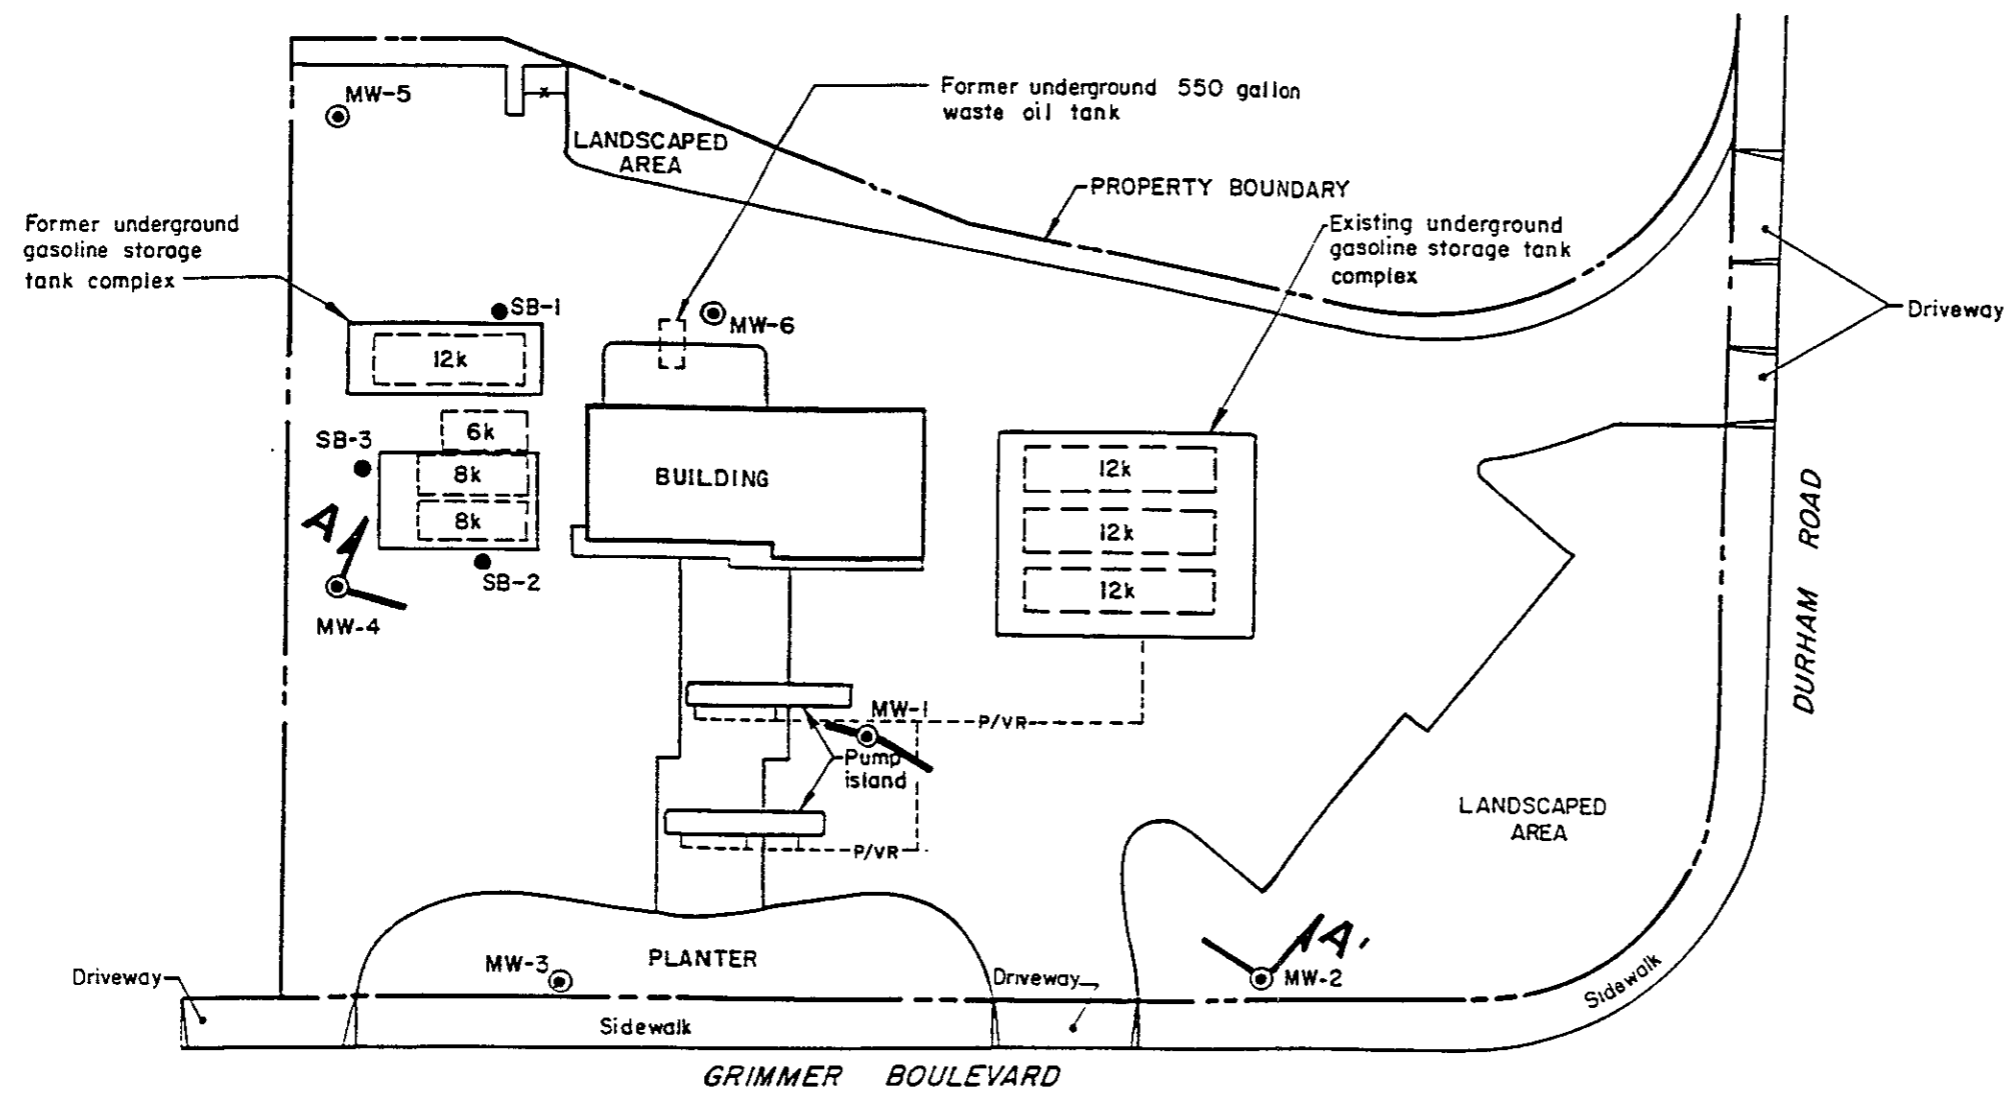 MW-5
Former underground 550 gallon
waste oil tank
LANDSCAPED
AREA
PROPERTY BOUNDARY
Former underground
gasoline storage
tank complex
Existing underground
gasoline storage tank
complex
Driveway
SB-1
MW-6
12k
6k
SB-3
8k
8k
BUILDING
12k
12k
12k
A
SB-2
MW-4
DURHAM ROAD
MW-1
P/VR
Pump
island
P/VR
LANDSCAPED
AREA
PLANTER
MW-3
Driveway
Driveway
A'
MW-2
Sidewalk
Sidewalk
GRIMMER BOULEVARD